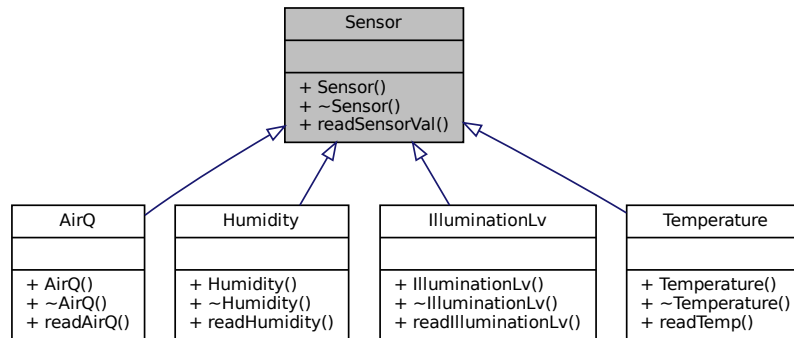 Sensor
+ Sensor()
+ ~Sensor()
+ readSensorVal()
AirQ
+ AirQ()
+ ~AirQ()
+ readAirQ()
Humidity
+ Humidity()
+ ~Humidity()
+ readHumidity()
IlluminationLv
+ IlluminationLv()
+ ~IlluminationLv()
+ readIlluminationLv()
Temperature
+ Temperature()
+ ~Temperature()
+ readTemp()